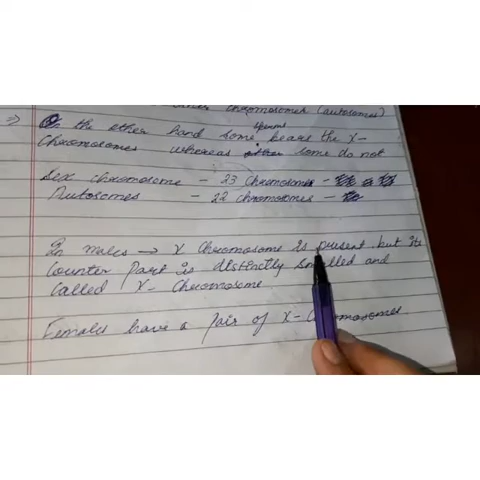 other chromosomes (autosomes)
⇒ On the other hand some sperms bears the X-
Chromosomes whereas some do not
Sex chromosome - 23 Chromosomes -
Autosomes - 22 chromosomes -
In males → X Chromosome is present but its
Counter Part is distinctly smalled and
Called Y- Chromosome
Females have a pair of X-Chromosomes